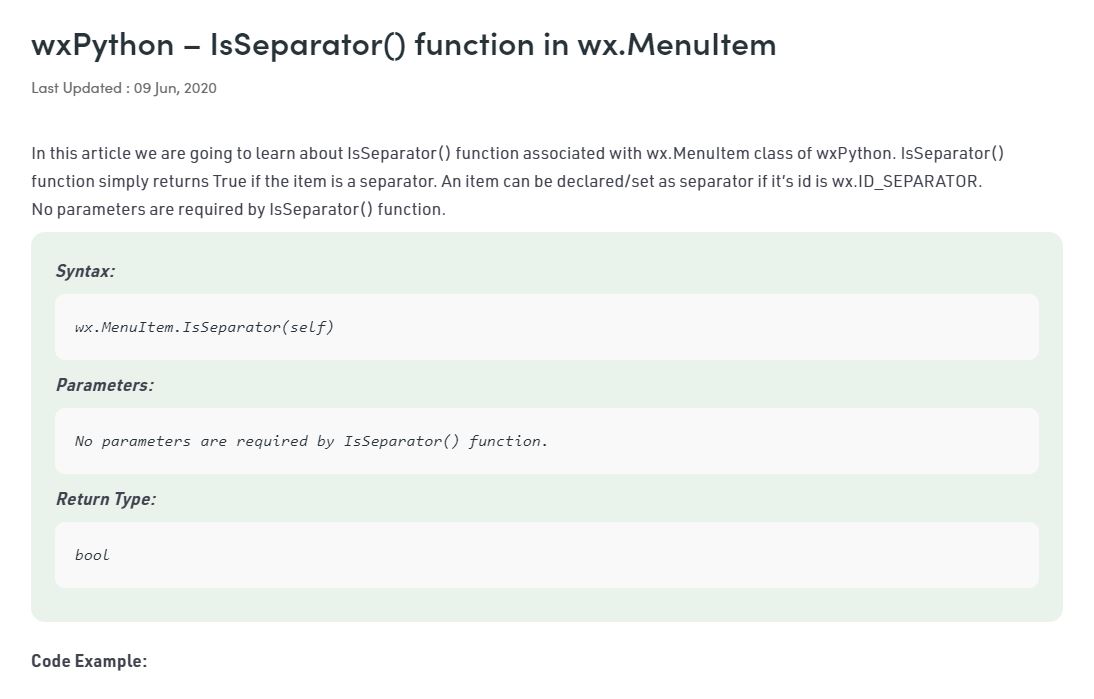 wxPython – IsSeparator() function in wx.MenuItem
Last Updated : 09 Jun, 2020
In this article we are going to learn about IsSeparator() function associated with wx.MenuItem class of wxPython. IsSeparator()
function simply returns True if the item is a separator. An item can be declared/set as separator if it's id is wx.ID_SEPARATOR.
No parameters are required by IsSeparator() function.
Syntax:
wx.MenuItem.IsSeparator(self)
Parameters:
No parameters are required by IsSeparator() function.
Return Type:
bool
Code Example: